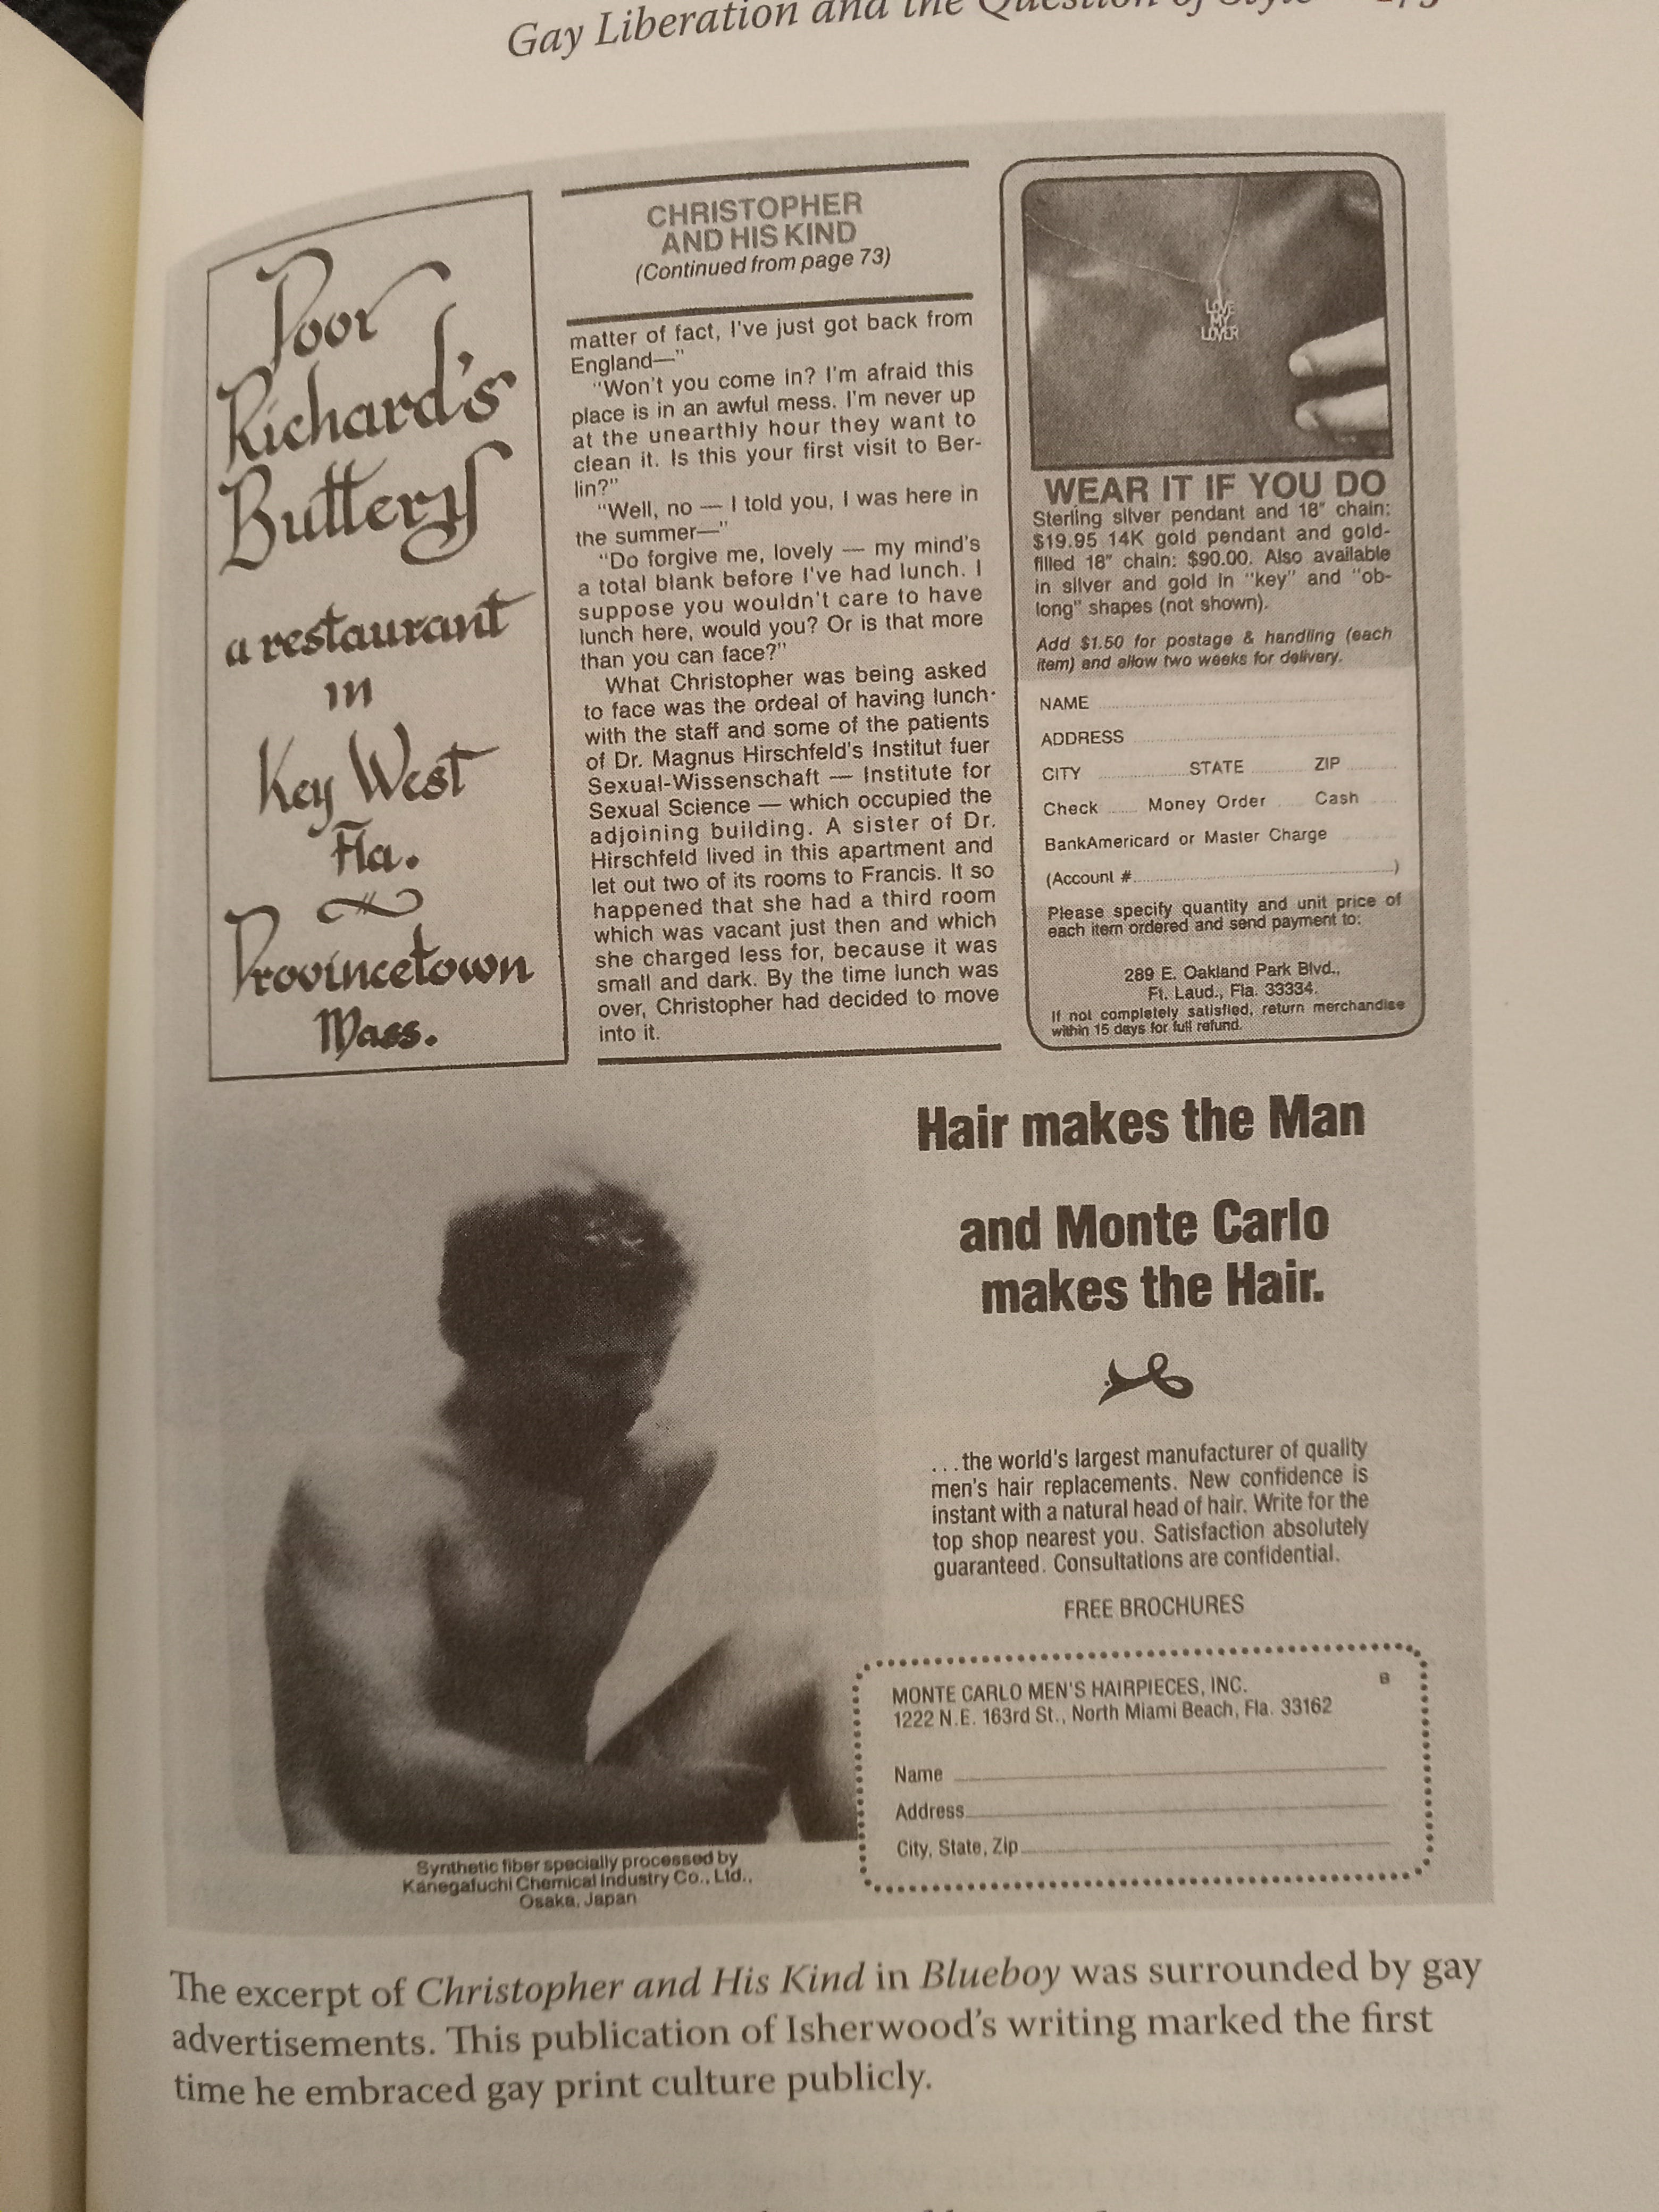 Gay Liberation and the Question of Style
Poor
Richard's
Buttery
a restaurant
in
Key West
Fla.
Provincetown
Mass.
CHRISTOPHER
AND HIS KIND
(Continued from page 73)
matter of fact, I've just got back from
England—"
"Won't you come in? I'm afraid this
place is in an awful mess. I'm never up
at the unearthly hour they want to
clean it. Is this your first visit to Ber-
lin?"
"Well, no — I told you, I was here in
the summer—"
"Do forgive me, lovely — my mind's
a total blank before I've had lunch. I
suppose you wouldn't care to have
lunch here, would you? Or is that more
than you can face?"
What Christopher was being asked
to face was the ordeal of having lunch
with the staff and some of the patients
of Dr. Magnus Hirschfeld's Institut fuer
Sexual-Wissenschaft — Institute for
Sexual Science — which occupied the
adjoining building. A sister of Dr.
Hirschfeld lived in this apartment and
let out two of its rooms to Francis. It so
happened that she had a third room
which was vacant just then and which
she charged less for, because it was
small and dark. By the time lunch was
over, Christopher had decided to move
into it.
LOVE
MY
LOVER
WEAR IT IF YOU DO
Sterling silver pendant and 18" chain:
$19.95 14K gold pendant and gold-
filled 18" chain: $90.00. Also available
in silver and gold in "key" and "ob-
long" shapes (not shown).
Add $1.50 for postage & handling (each
item) and allow two weeks for delivery.
NAME
ADDRESS
CITY STATE ZIP
Check Money Order Cash
BankAmericard or Master Charge
(Account # )
Please specify quantity and unit price of
each item ordered and send payment to:
289 E. Oakland Park Blvd.,
Ft. Laud., Fla. 33334.
If not completely satisfied, return merchandise
within 15 days for full refund.
Hair makes the Man
and Monte Carlo
makes the Hair.
...the world's largest manufacturer of quality
men's hair replacements. New confidence is
instant with a natural head of hair. Write for the
top shop nearest you. Satisfaction absolutely
guaranteed. Consultations are confidential.
FREE BROCHURES
MONTE CARLO MEN'S HAIRPIECES, INC.
1222 N.E. 163rd St., North Miami Beach, Fla. 33162
Name
Address
City, State, Zip
Synthetic fiber specially processed by
Kanegafuchi Chemical Industry Co., Ltd.,
Osaka, Japan
The excerpt of Christopher and His Kind in Blueboy was surrounded by gay
advertisements. This publication of Isherwood's writing marked the first
time he embraced gay print culture publicly.